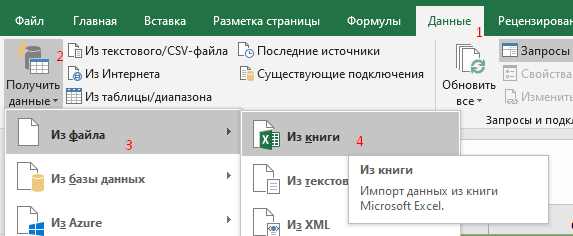 Файл Главная Вставка Разметка страницы Формулы Данные Рецензирован
1
2
Получить данные
Из текстового/CSV-файла
Из Интернета
Из таблицы/диапазона
Последние источники
Существующие подключения
Обновить все
Запросы
Свойства
Изменить
Запросы и подкл
Из файла
3
Из базы данных
Из Azure
Из книги
4
Из текстов
Из XML
Из книги
Импорт данных из книги
Microsoft Excel.